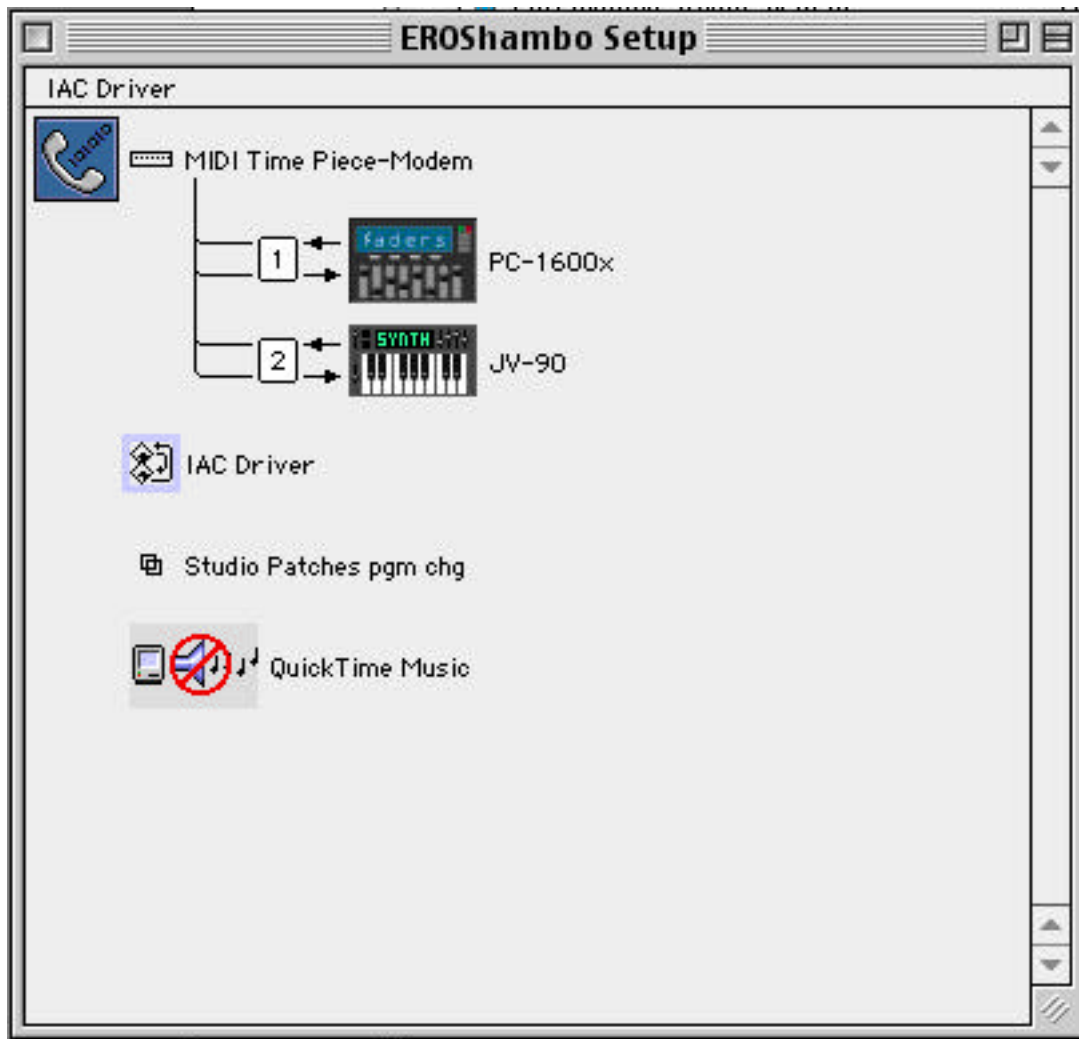 EROShambo Setup
IAC Driver
MIDI Time Piece-Modem
faders
1
PC-1600x
SYNTH
2
JV-90
IAC Driver
Studio Patches pgm chg
QuickTime Music